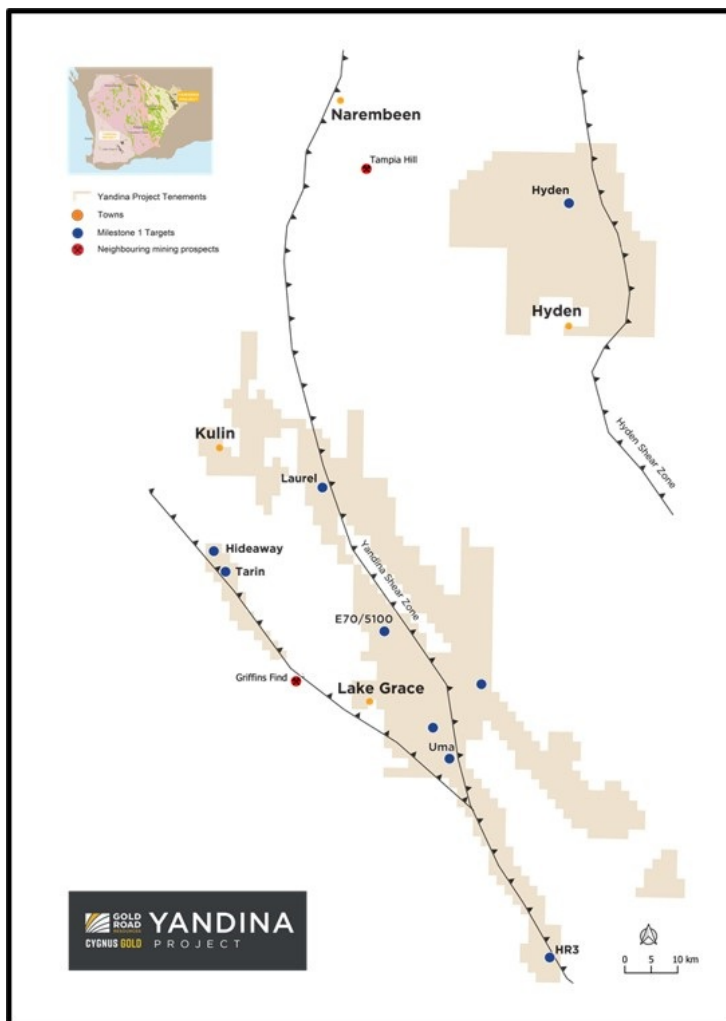 Narembeen
Tampia Hill
Yandina Project Tenements
Towns
Milestone 1 Targets
Neighbouring mining prospects
Hyden
Hyden
Kulin
Laurel
Hyden Shear Zone
Hideaway
Tarin
Yandina Shear Zone
E70/5100
Griffins Find
Lake Grace
Uma
GOLD
ROAD
RESOURCES
CYGNUS GOLD
YANDINA
PROJECT
HR3
0 5 10 km